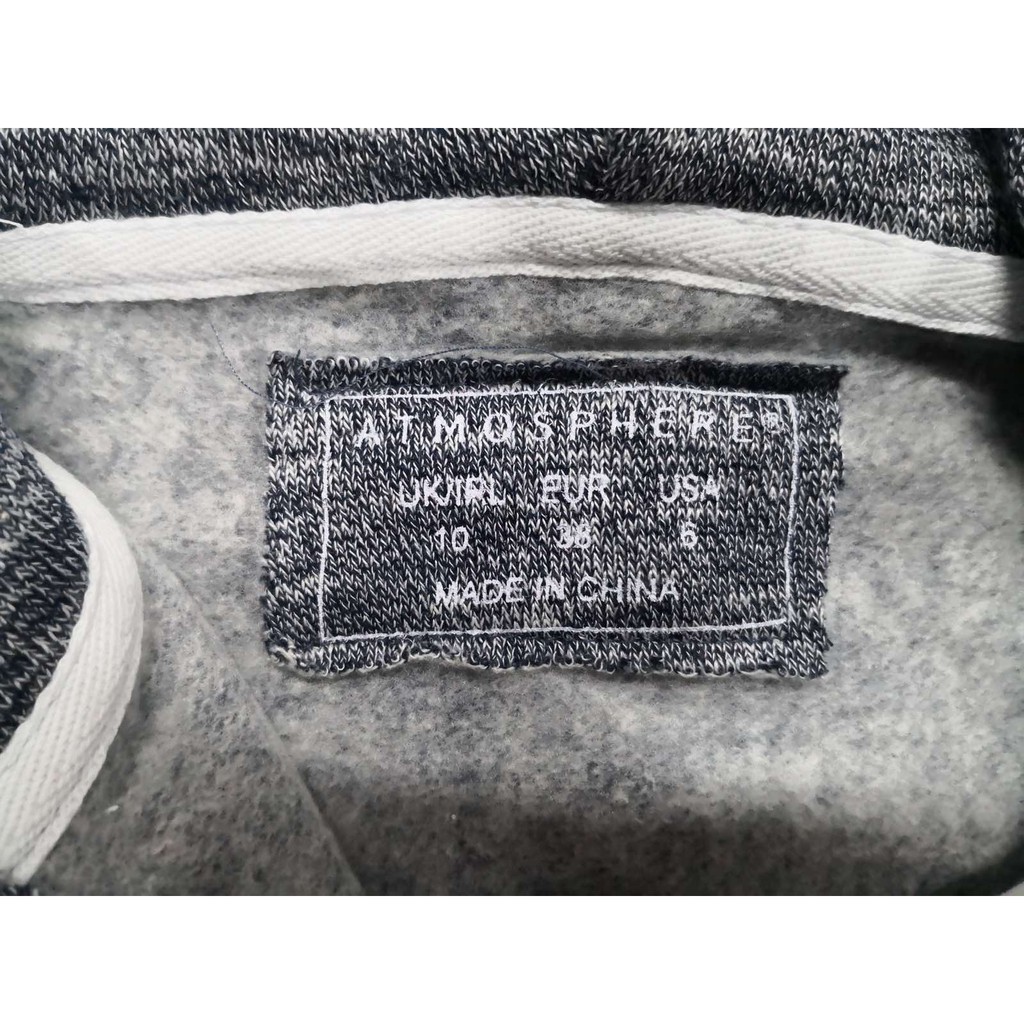 ATMOSPHERE®
UK/IRL EUR USA
10 38 6
MADE IN CHINA